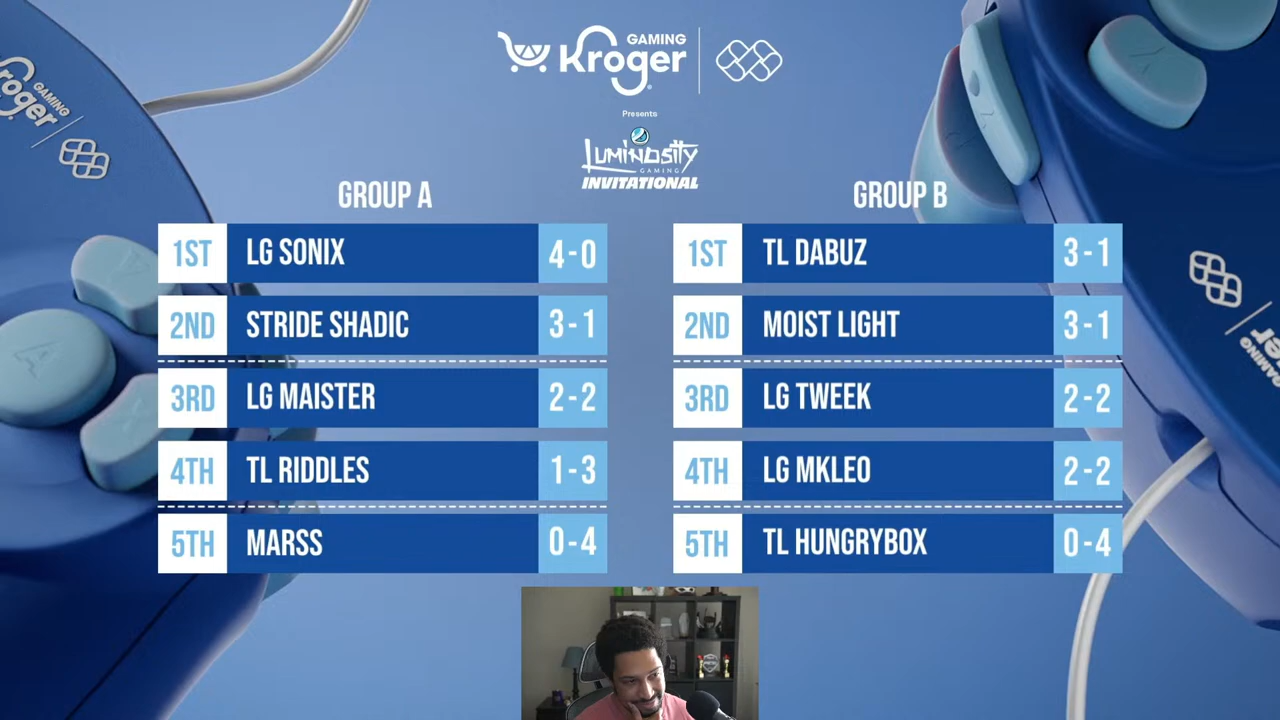 GAMING
Kroger
Presents
LUMINOSITY
GAMING
INVITATIONAL
GROUP A
1ST LG SONIX 4-0
2ND STRIDE SHADIC 3-1
3RD LG MAISTER 2-2
4TH TL RIDDLES 1-3
5TH MARSS 0-4
GROUP B
1ST TL DABUZ 3-1
2ND MOIST LIGHT 3-1
3RD LG TWEEK 2-2
4TH LG MKLEO 2-2
5TH TL HUNGRYBOX 0-4
Kroger
GAMING
GAMING